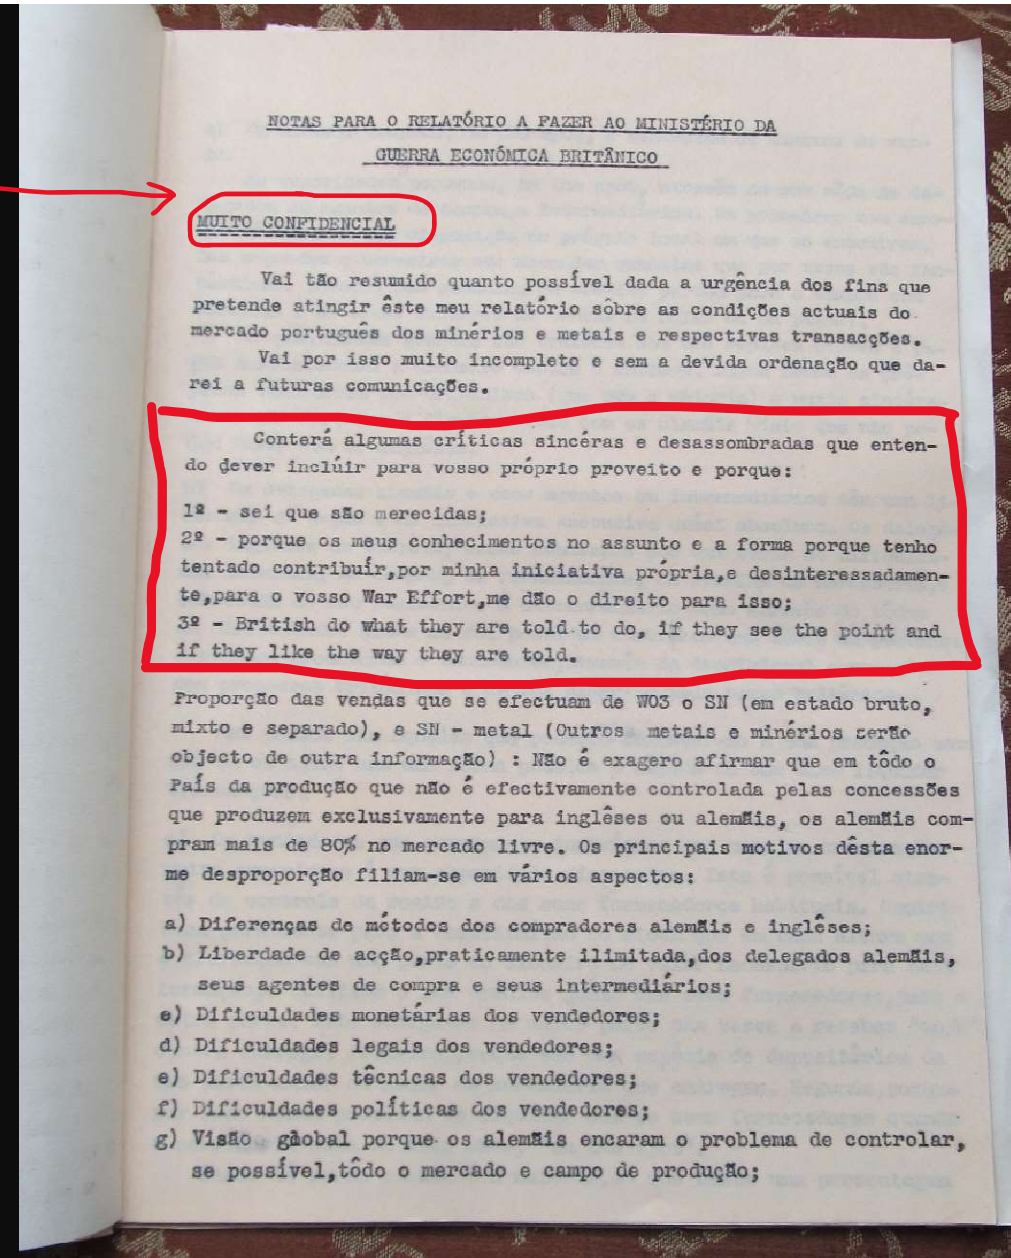 NOTAS PARA O RELATÓRIO A FAZER AO MINISTÉRIO DA
GUERRA ECONÓMICA BRITÂNICO
MUITO CONFIDENCIAL
Vai tão resumido quanto possível dada a urgência dos fins que
pretende atingir êste meu relatório sôbre as condições actuais do
mercado português dos minérios e metais e respectivas transacções.
Vai por isso muito incompleto e sem a devida ordenação que da-
rei a futuras comunicações.
Conterá algumas críticas sincéras e desassombradas que enten-
do dever inclúir para vosso próprio proveito e porque:
1º - sei que são merecidas;
2º - porque os meus conhecimentos no assunto e a forma porque tenho
tentado contribuír,por minha iniciativa própria,e desinteressadamen-
te,para o vosso War Effort,me dão o direito para isso;
3º - British do what they are told to do, if they see the point and
if they like the way they are told.
Proporção das vendas que se efectuam de WO3 o SN (em estado bruto,
mixto e separado), e SN - metal (Outros metais e minérios serão
objecto de outra informação) : Não é exagero afirmar que em tôdo o
País da produção que não é efectivamente controlada pelas concessões
que produzem exclusivamente para inglêses ou alemãis, os alemãis com-
pram mais de 80% no mercado livre. Os principais motivos désta enor-
me desproporção filiam-se em vários aspectos:
a) Diferenças de métodos dos compradores alemãis e inglêses;
b) Liberdade de acção,praticamente ilimitada,dos delegados alemãis,
seus agentes de compra e seus intermediários;
e) Dificuldades monetárias dos vendedores;
d) Dificuldades legais dos vendedores;
e) Dificuldades técnicas dos vendedores;
f) Dificuldades políticas dos vendedores;
g) Visão global porque os alemãis encaram o problema de controlar,
se possível,tôdo o mercado e campo de produção;